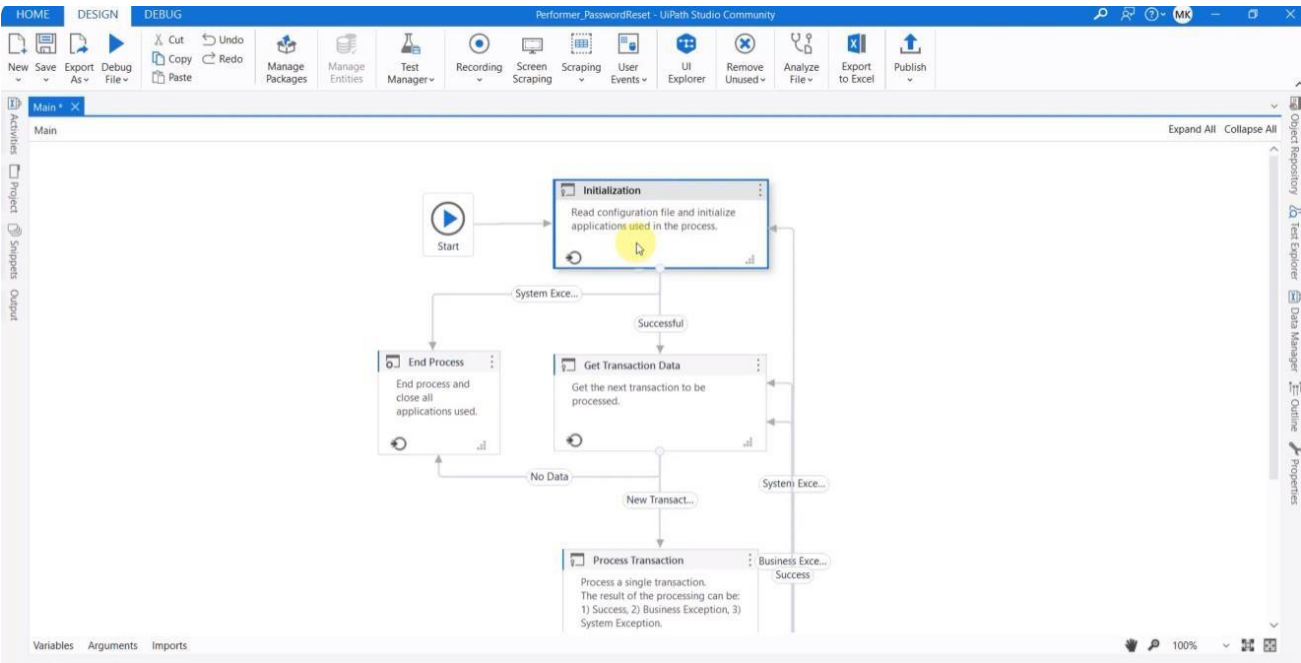 HOME DESIGN DEBUG Performer_PasswordReset - UiPath Studio Community MK
New Save Export As Debug File Cut Copy Paste Undo Redo Manage Packages Manage Entities Test Manager Recording Screen Scraping Scraping User Events UI Explorer Remove Unused Analyze File Export to Excel Publish
Main *
Main Expand All Collapse All
Activities
Project
Snippets
Output
Object Repository
Test Explorer
Data Manager
Outline
Properties
Start
Initialization
Read configuration file and initialize
applications used in the process.
System Exce...
Successful
End Process
End process and
close all
applications used.
Get Transaction Data
Get the next transaction to be
processed.
No Data
New Transact...
System Exce...
Process Transaction
Process a single transaction.
The result of the processing can be:
1) Success, 2) Business Exception, 3)
System Exception.
Business Exce...
Success
Variables Arguments Imports 100%